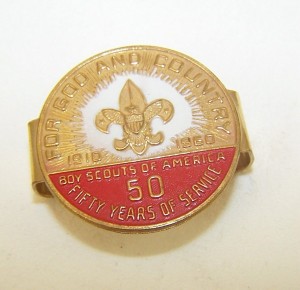 FOR GOD AND COUNTRY
1910 1960
BOY SCOUTS OF AMERICA
50
FIFTY YEARS OF SERVICE